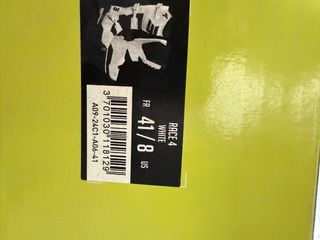 RACE 4
WHITE
FR 41 / 8 US
3701030118129
A09-24C1-A06-41